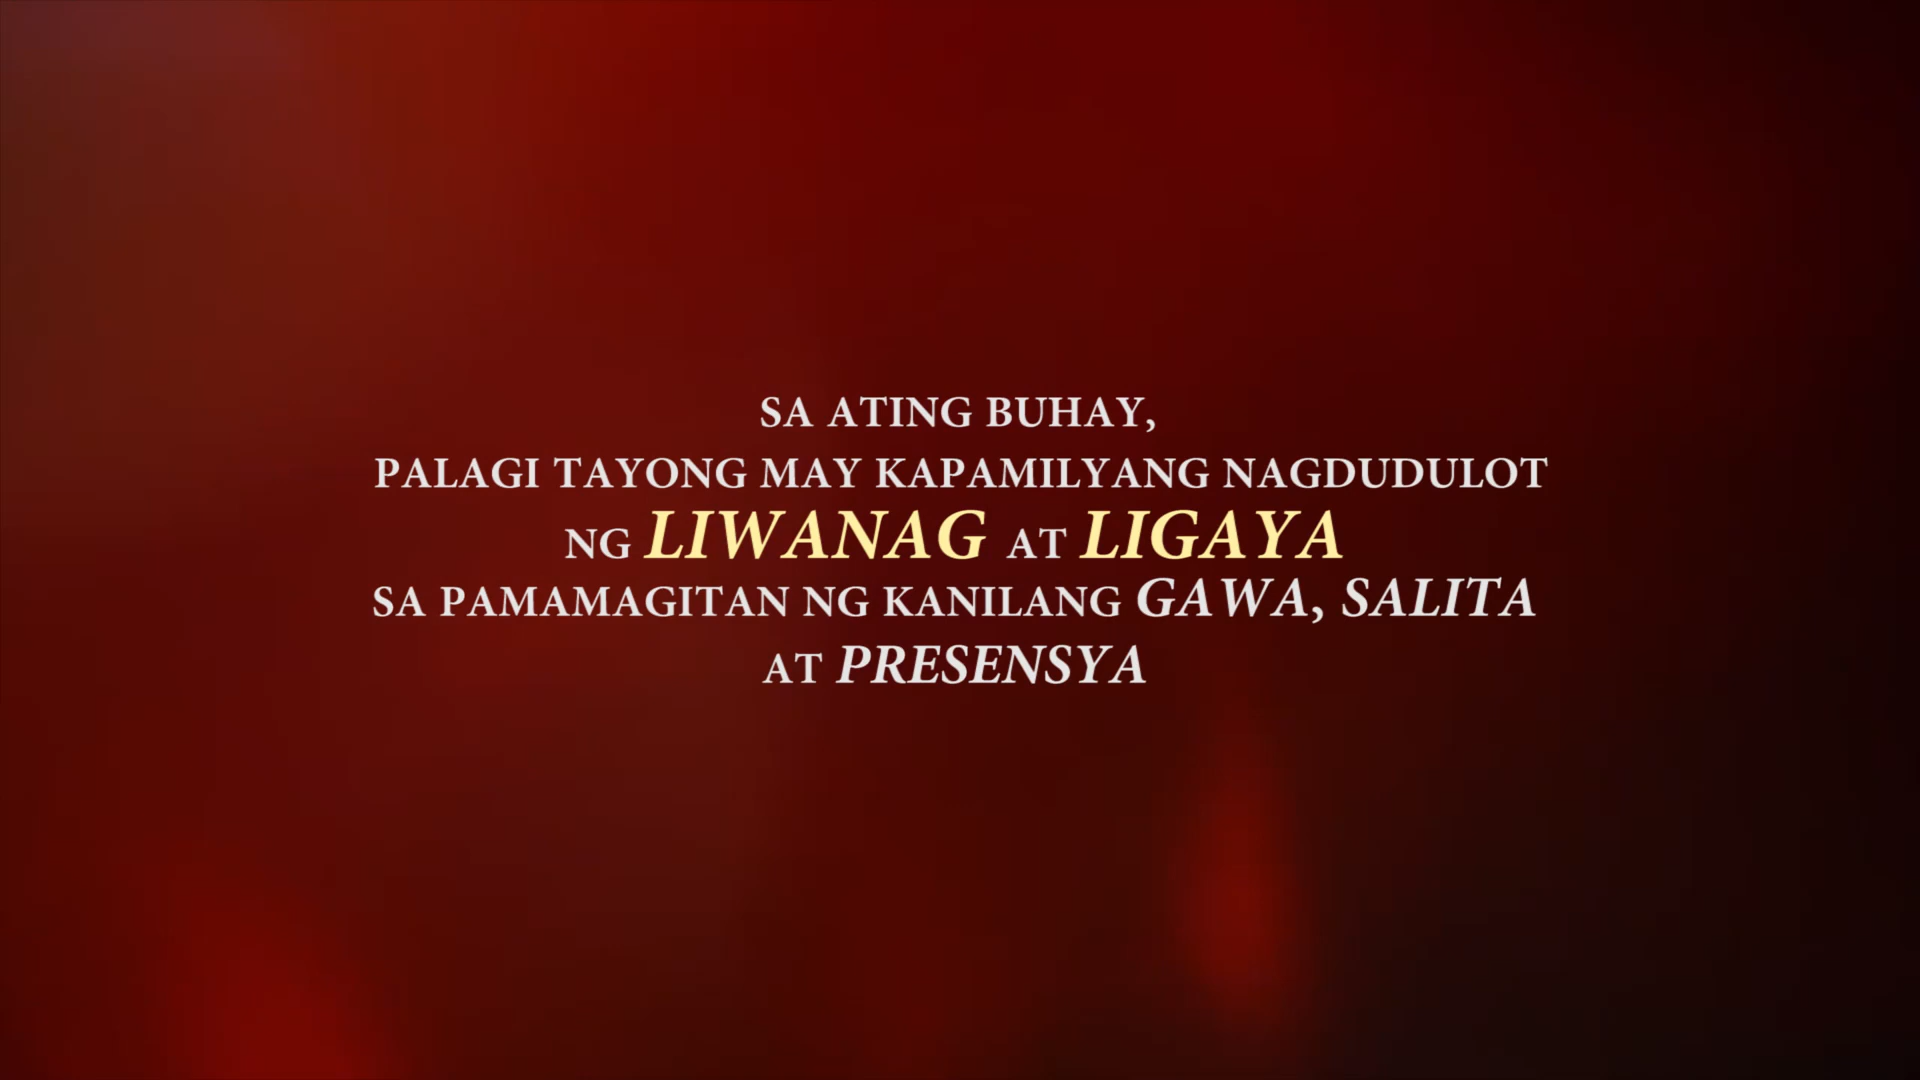 SA ATING BUHAY,
PALAGI TAYONG MAY KAPAMILYANG NAGDUDULOT
NG LIWANAG AT LIGAYA
SA PAMAMAGITAN NG KANILANG GAWA, SALITA
AT PRESENSYA